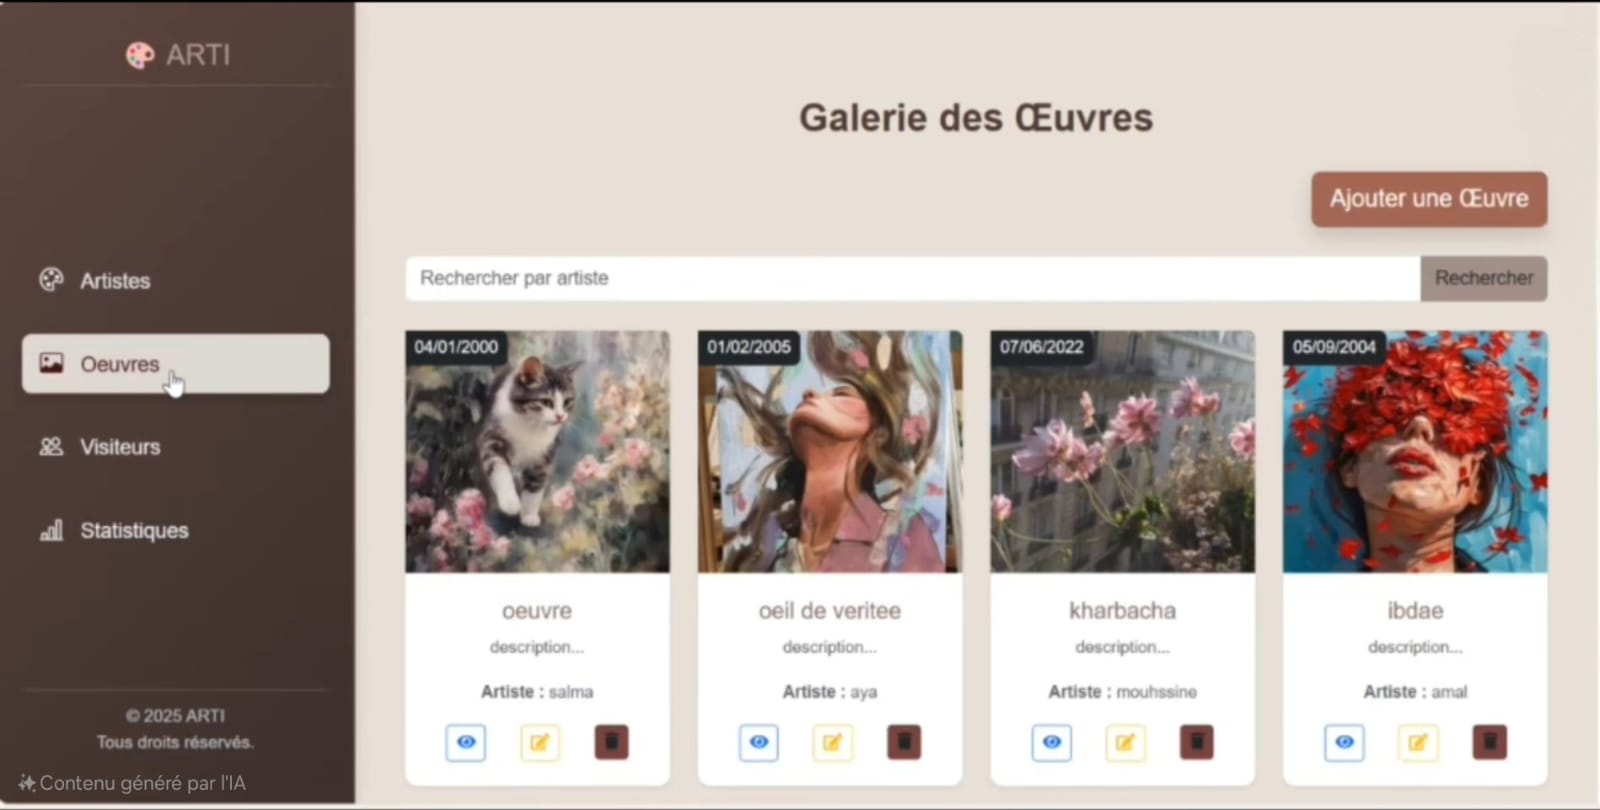 ARTI
Artistes
Oeuvres
Visiteurs
Statistiques
© 2025 ARTI
Tous droits réservés.
Contenu généré par l'IA
Galerie des Œuvres
Ajouter une Œuvre
Rechercher par artiste
Rechercher
04/01/2000
oeuvre
description...
Artiste : salma
01/02/2005
oeil de veritee
description...
Artiste : aya
07/06/2022
kharbacha
description...
Artiste : mouhssine
05/09/2004
ibdae
description...
Artiste : amal